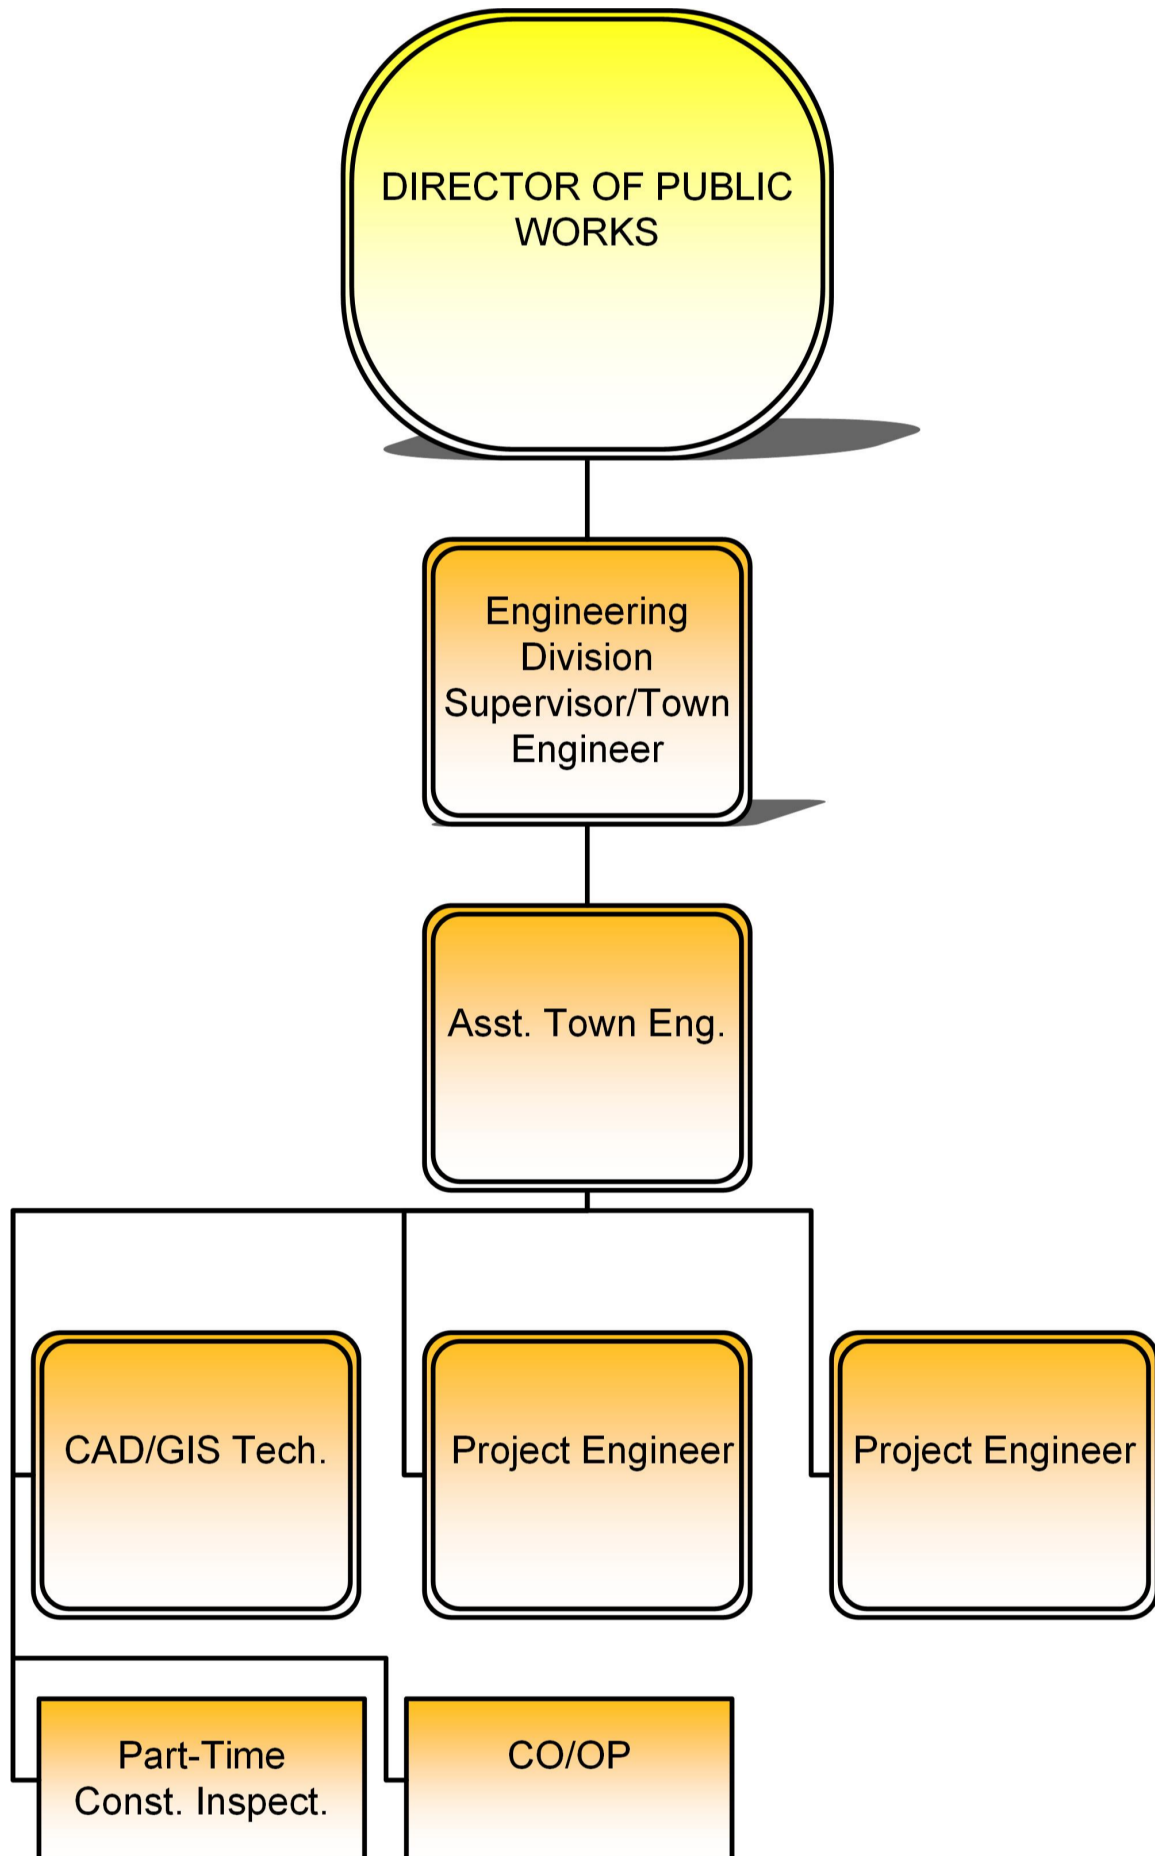 DIRECTOR OF PUBLIC
WORKS
Engineering
Division
Supervisor/Town
Engineer
Asst. Town Eng.
CAD/GIS Tech.
Project Engineer
Project Engineer
Part-Time
Const. Inspect.
CO/OP